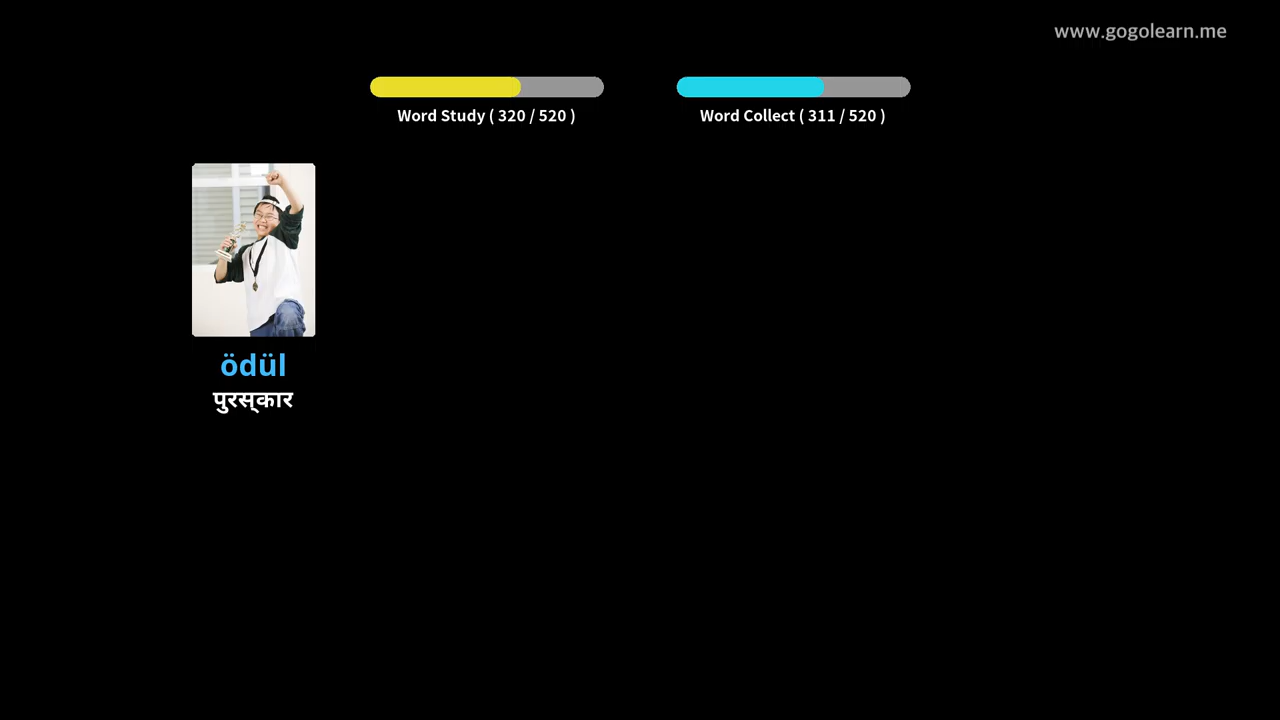 www.gogolearn.me
Word Study ( 320 / 520 )
Word Collect ( 311 / 520 )
ödül
पुरस्कार